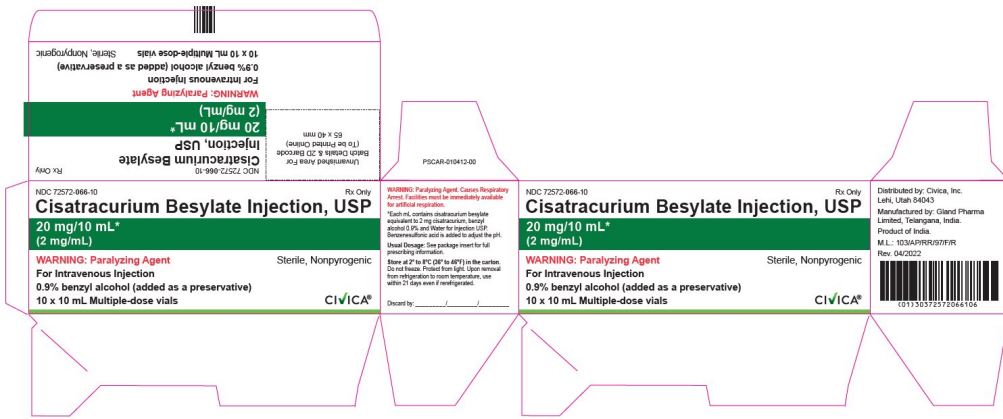 10 x 10 mL Multiple-dose vials Sterile, Nonpyrogenic
0.9% benzyl alcohol (added as a preservative)
For Intravenous Injection
WARNING: Paralyzing Agent
20 mg/10 mL*
(2 mg/mL)
Cisatracurium Besylate
Injection, USP
NDC 72572-066-10 Rx Only
Unvarnished Area For
Batch Details & 2D Barcode
(To be Printed Online)
65 x 40 mm
PSCAR-010412-00
NDC 72572-066-10 Rx Only
Cisatracurium Besylate Injection, USP
20 mg/10 mL*
(2 mg/mL)
WARNING: Paralyzing Agent Sterile, Nonpyrogenic
For Intravenous Injection
0.9% benzyl alcohol (added as a preservative)
10 x 10 mL Multiple-dose vials CIVICA®
WARNING: Paralyzing Agent. Causes Respiratory
Arrest. Facilities must be immediately available
for artificial respiration.
*Each mL contains cisatracurium besylate
equivalent to 2 mg cisatracurium, benzyl
alcohol 0.9% and Water for Injection USP.
Benzenesulfonic acid is added to adjust the pH.
Usual Dosage: See package insert for full
prescribing information.
Store at 2° to 8°C (36° to 46°F) in the carton.
Do not freeze. Protect from light. Upon removal
from refrigeration to room temperature, use
within 21 days even if rerefrigerated.
Discard by: __________/__________/__________
NDC 72572-066-10 Rx Only
Cisatracurium Besylate Injection, USP
20 mg/10 mL*
(2 mg/mL)
WARNING: Paralyzing Agent Sterile, Nonpyrogenic
For Intravenous Injection
0.9% benzyl alcohol (added as a preservative)
10 x 10 mL Multiple-dose vials CIVICA®
Distributed by: Civica, Inc.
Lehi, Utah 84043
Manufactured by: Gland Pharma
Limited, Telangana, India.
Product of India.
M.L.: 103/AP/RR/97/F/R
Rev. 04/2022
(01)30372572066106